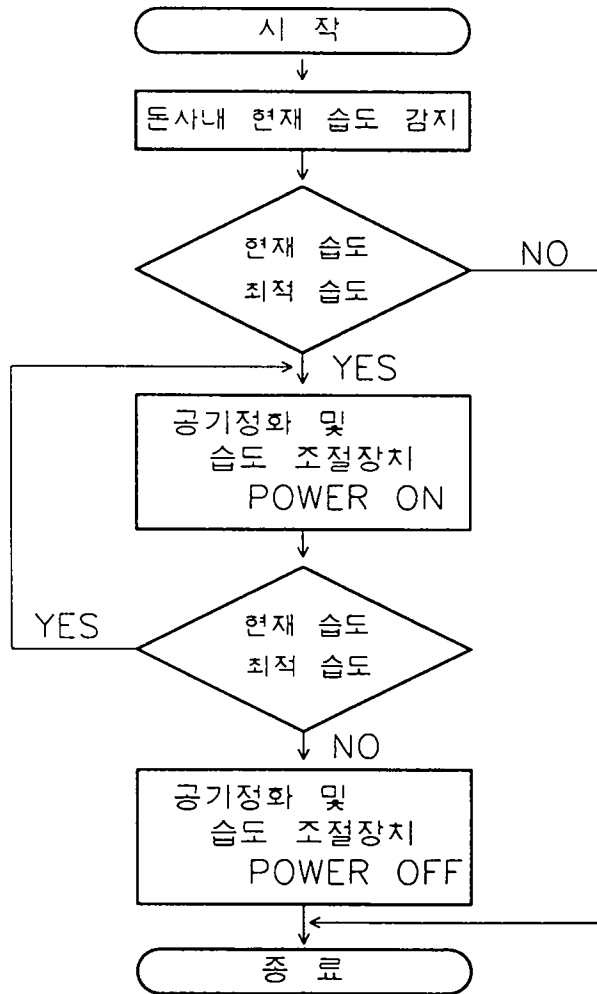 시 작
돈사내 현재 습도 감지
현재 습도
최적 습도
NO
YES
공기정화 및
습도 조절장치
POWER ON
YES
현재 습도
최적 습도
NO
공기정화 및
습도 조절장치
POWER OFF
종 료